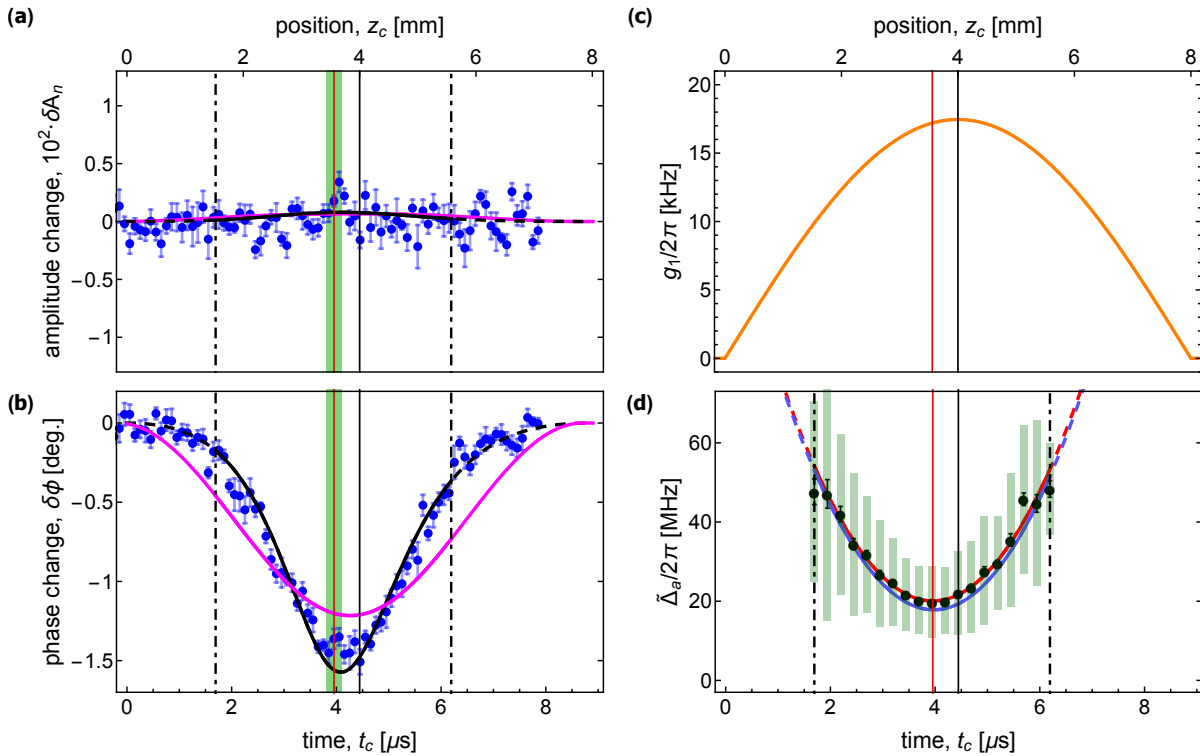 (a)
position, z_c [mm]
0 2 4 6 8
amplitude change, 10²·δA_n
1
0.5
0
−0.5
−1
(c)
position, z_c [mm]
0 2 4 6 8
g₁/2π [kHz]
20
15
10
5
0
(b)
phase change, δϕ [deg.]
0
−0.5
−1.0
−1.5
0 2 4 6 8
time, t_c [μs]
(d)
Δ̃_a/2π [MHz]
60
40
20
0
0 2 4 6 8
time, t_c [μs]